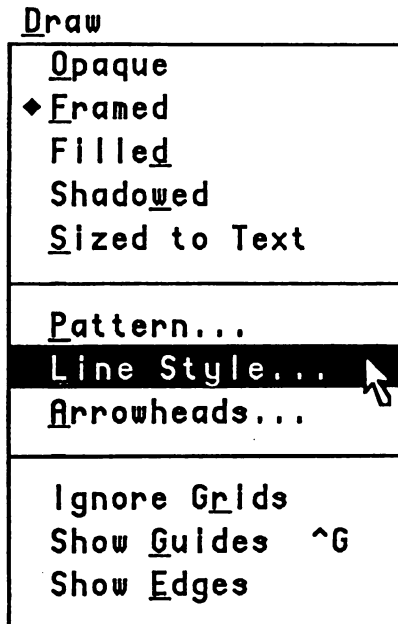 Draw
Opaque
◆ Framed
Filled
Shadowed
Sized to Text
Pattern...
Line Style...
Arrowheads...
Ignore Grids
Show Guides ^G
Show Edges